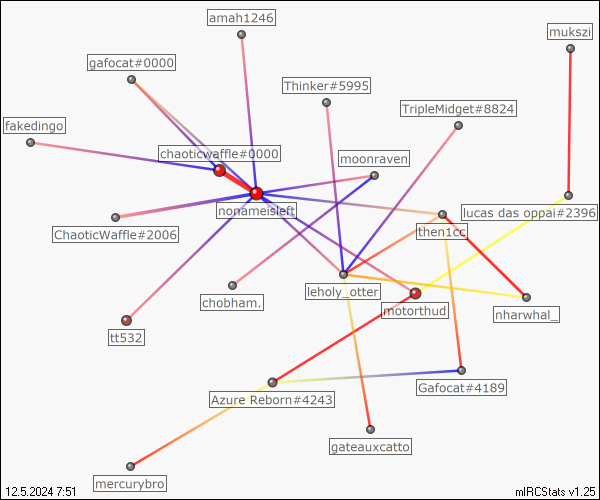 amah1246
mukszi
gafocat#0000
Thinker#5995
TripleMidget#8824
fakedingo
chaoticwaffle#0000
moonraven
nonameisleft
lucas das oppai#2396
ChaoticWaffle#2006
then1cc
leholy_otter
chobham.
motorthud
nharwhal_
tt532
Gafocat#4189
Azure Reborn#4243
gateauxcatto
mercurybro
12.5.2024 7:51
mIRCStats v1.25